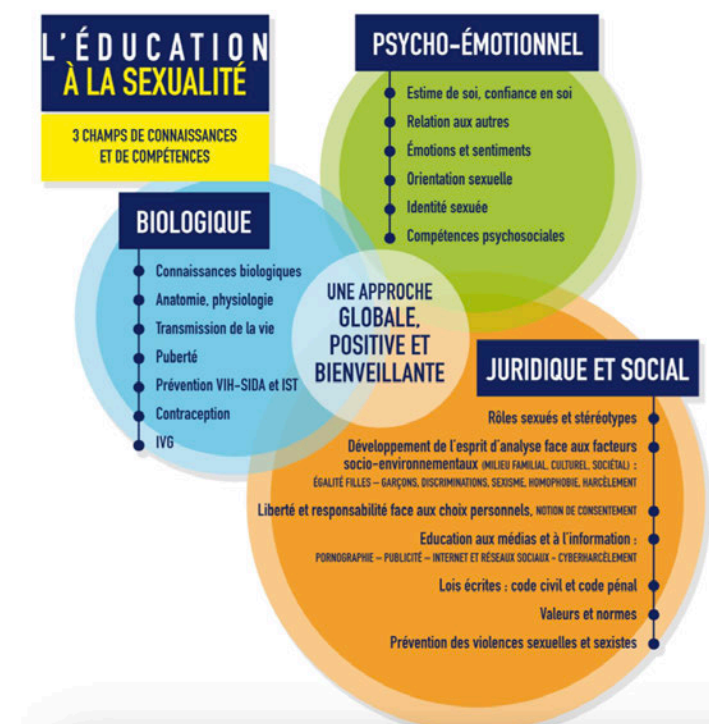 L'ÉDUCATION
À LA SEXUALITÉ
3 CHAMPS DE CONNAISSANCES
ET DE COMPÉTENCES
PSYCHO-ÉMOTIONNEL
Estime de soi, confiance en soi
Relation aux autres
Émotions et sentiments
Orientation sexuelle
Identité sexuée
Compétences psychosociales
BIOLOGIQUE
Connaissances biologiques
Anatomie, physiologie
Transmission de la vie
Puberté
Prévention VIH-SIDA et IST
Contraception
IVG
UNE APPROCHE
GLOBALE,
POSITIVE ET
BIENVEILLANTE
JURIDIQUE ET SOCIAL
Rôles sexués et stéréotypes
Développement de l'esprit d'analyse face aux facteurs
socio-environnementaux (MILIEU FAMILIAL, CULTUREL, SOCIÉTAL) :
ÉGALITÉ FILLES – GARÇONS, DISCRIMINATIONS, SEXISME, HOMOPHOBIE, HARCÈLEMENT
Liberté et responsabilité face aux choix personnels, NOTION DE CONSENTEMENT
Education aux médias et à l'information :
PORNOGRAPHIE – PUBLICITÉ – INTERNET ET RÉSEAUX SOCIAUX - CYBERHARCÈLEMENT
Lois écrites : code civil et code pénal
Valeurs et normes
Prévention des violences sexuelles et sexistes